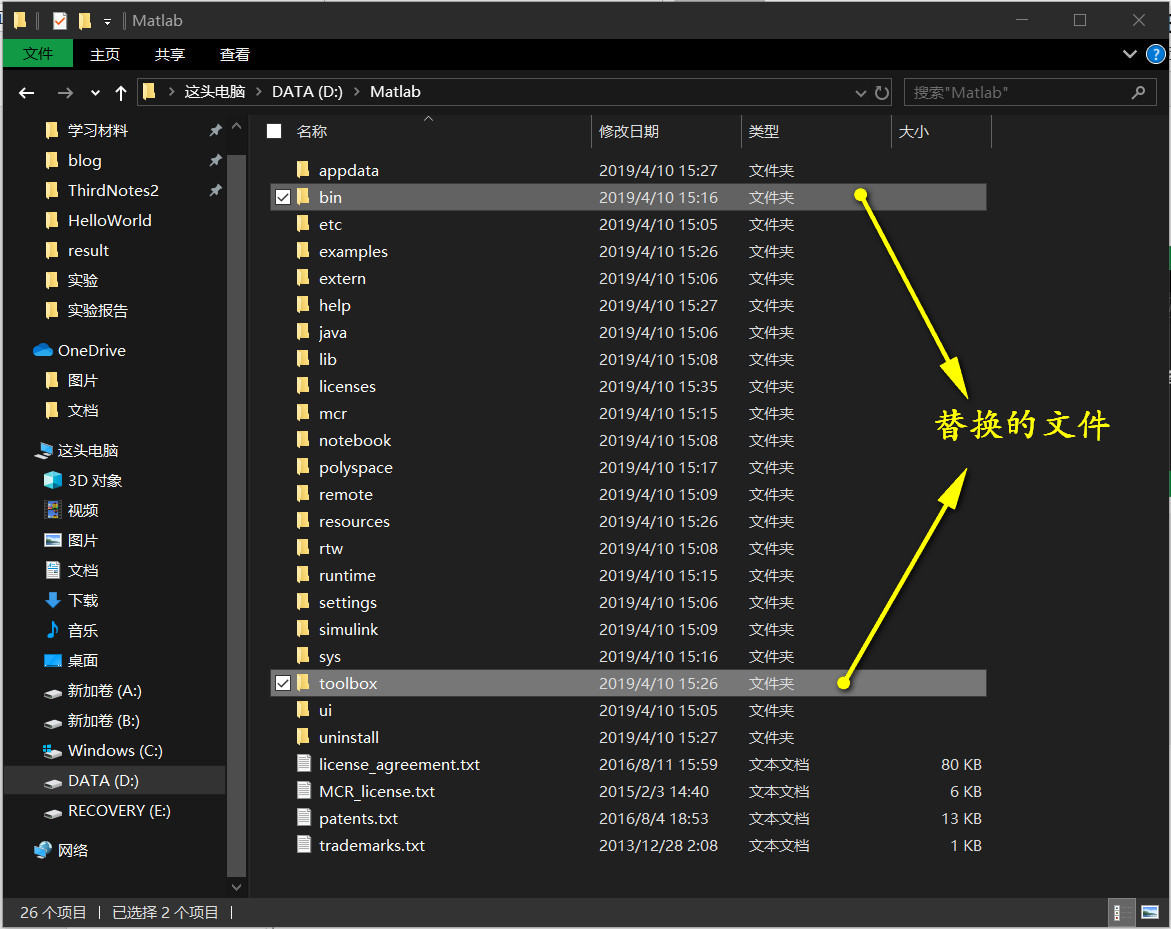 Matlab
文件 主页 共享 查看
这头电脑 DATA (D:) Matlab
搜索"Matlab"
学习材料
blog
ThirdNotes2
HelloWorld
result
实验
实验报告
OneDrive
图片
文档
这头电脑
3D 对象
视频
图片
文档
下载
音乐
桌面
新加卷 (A:)
新加卷 (B:)
Windows (C:)
DATA (D:)
RECOVERY (E:)
网络
名称 修改日期 类型 大小
appdata 2019/4/10 15:27 文件夹
bin 2019/4/10 15:16 文件夹
etc 2019/4/10 15:05 文件夹
examples 2019/4/10 15:26 文件夹
extern 2019/4/10 15:06 文件夹
help 2019/4/10 15:27 文件夹
java 2019/4/10 15:06 文件夹
lib 2019/4/10 15:08 文件夹
licenses 2019/4/10 15:35 文件夹
mcr 2019/4/10 15:15 文件夹
notebook 2019/4/10 15:08 文件夹
polyspace 2019/4/10 15:17 文件夹
remote 2019/4/10 15:09 文件夹
resources 2019/4/10 15:26 文件夹
rtw 2019/4/10 15:08 文件夹
runtime 2019/4/10 15:15 文件夹
settings 2019/4/10 15:06 文件夹
simulink 2019/4/10 15:09 文件夹
sys 2019/4/10 15:16 文件夹
toolbox 2019/4/10 15:26 文件夹
ui 2019/4/10 15:05 文件夹
uninstall 2019/4/10 15:27 文件夹
license_agreement.txt 2016/8/11 15:59 文本文档 80 KB
MCR_license.txt 2015/2/3 14:40 文本文档 6 KB
patents.txt 2016/8/4 18:53 文本文档 13 KB
trademarks.txt 2013/12/28 2:08 文本文档 1 KB
替换的文件
26 个项目 已选择 2 个项目